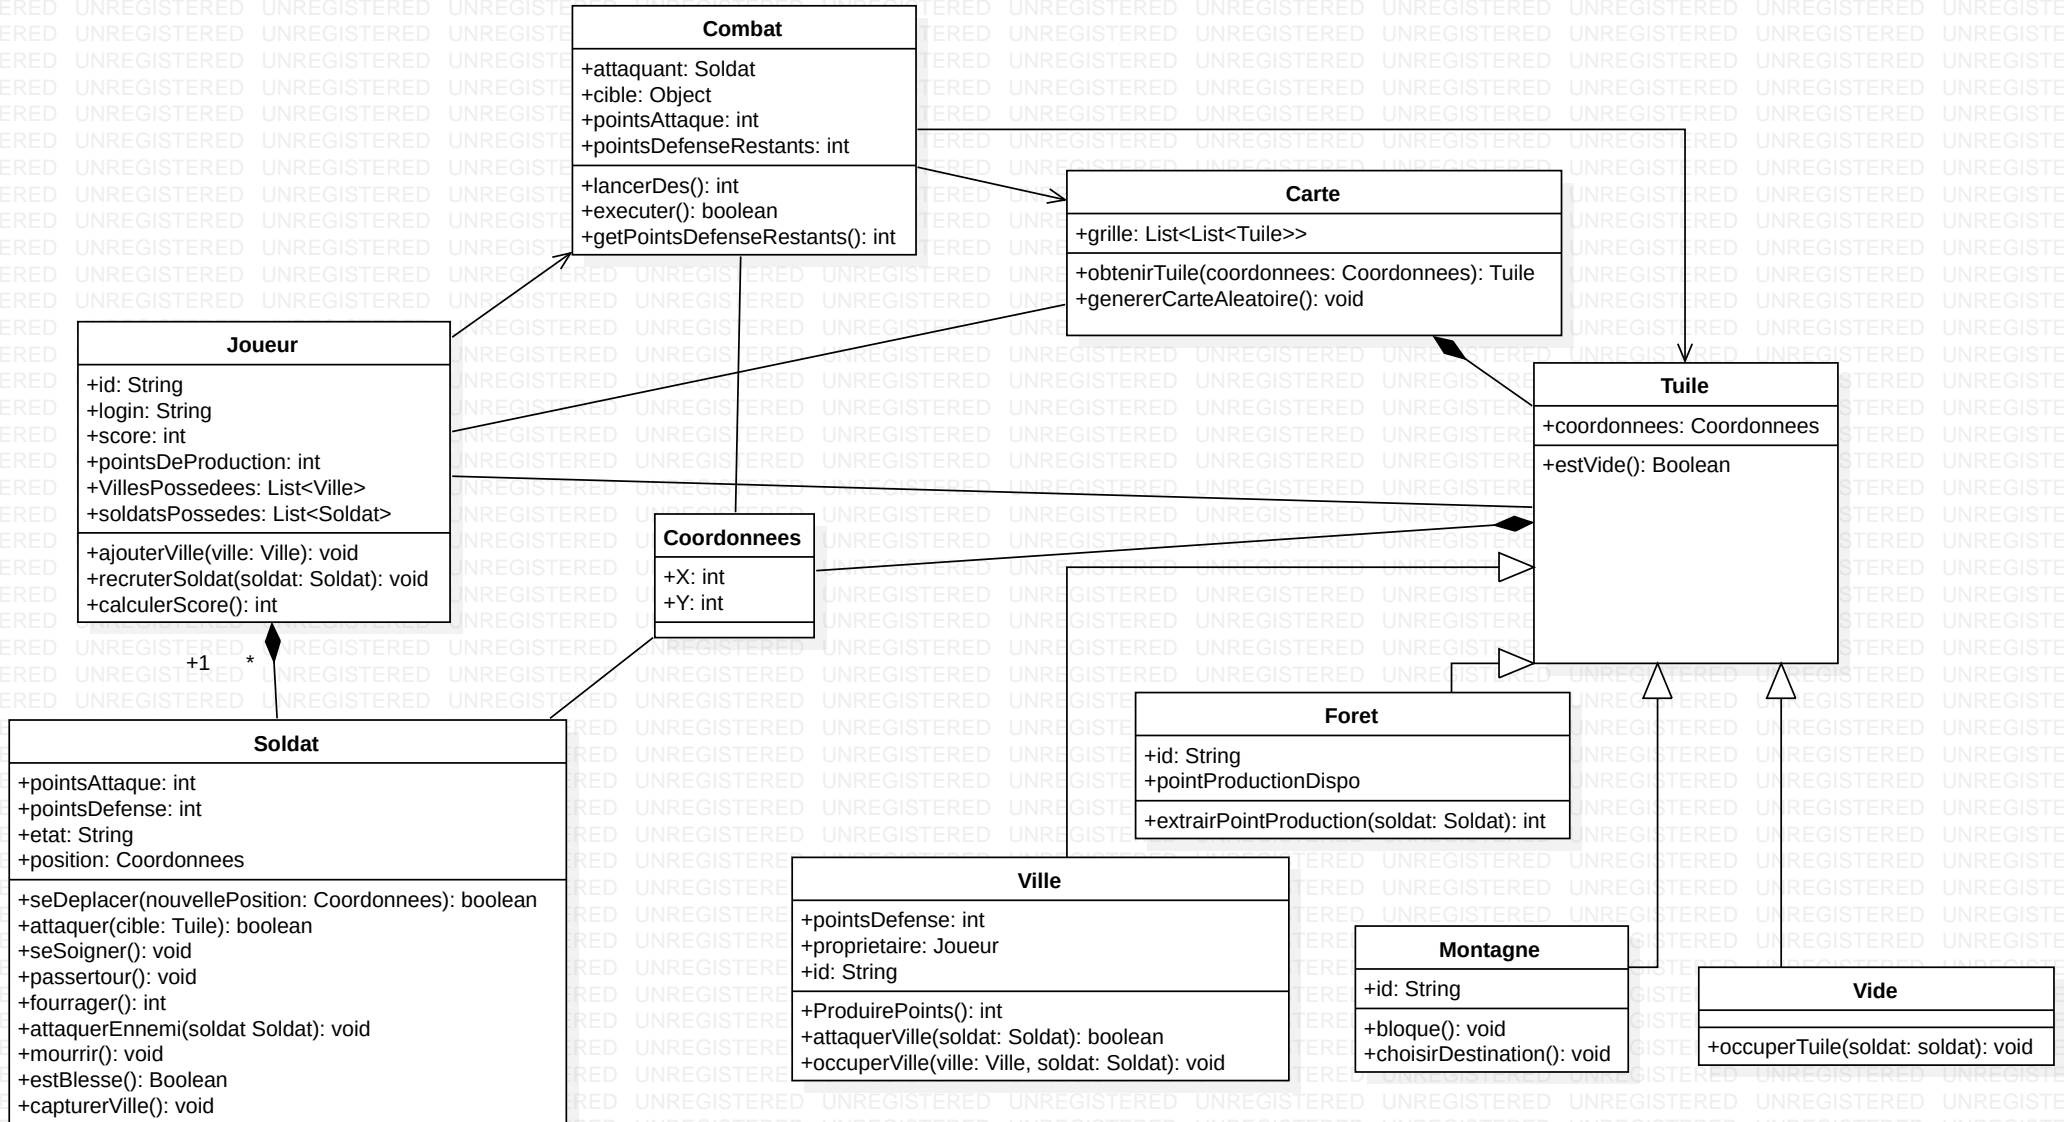 Combat
+attaquant: Soldat
+cible: Object
+pointsAttaque: int
+pointsDefenseRestants: int
+lancerDes(): int
+executer(): boolean
+getPointsDefenseRestants(): int
Carte
+grille: List<List<Tuile>>
+obtenirTuile(coordonnees: Coordonnees): Tuile
+genererCarteAleatoire(): void
Joueur
+id: String
+login: String
+score: int
+pointsDeProduction: int
+VillesPossedees: List<Ville>
+soldatsPossedes: List<Soldat>
+ajouterVille(ville: Ville): void
+recruterSoldat(soldat: Soldat): void
+calculerScore(): int
Tuile
+coordonnees: Coordonnees
+estVide(): Boolean
Coordonnees
+X: int
+Y: int
+1 *
Soldat
+pointsAttaque: int
+pointsDefense: int
+etat: String
+position: Coordonnees
+seDeplacer(nouvellePosition: Coordonnees): boolean
+attaquer(cible: Tuile): boolean
+seSoigner(): void
+passertour(): void
+fourrager(): int
+attaquerEnnemi(soldat Soldat): void
+mourrir(): void
+estBlesse(): Boolean
+capturerVille(): void
Foret
+id: String
+pointProductionDispo
+extrairPointProduction(soldat: Soldat): int
Ville
+pointsDefense: int
+proprietaire: Joueur
+id: String
+ProduirePoints(): int
+attaquerVille(soldat: Soldat): boolean
+occuperVille(ville: Ville, soldat: Soldat): void
Montagne
+id: String
+bloque(): void
+choisirDestination(): void
Vide
+occuperTuile(soldat: soldat): void
UNREGISTERED